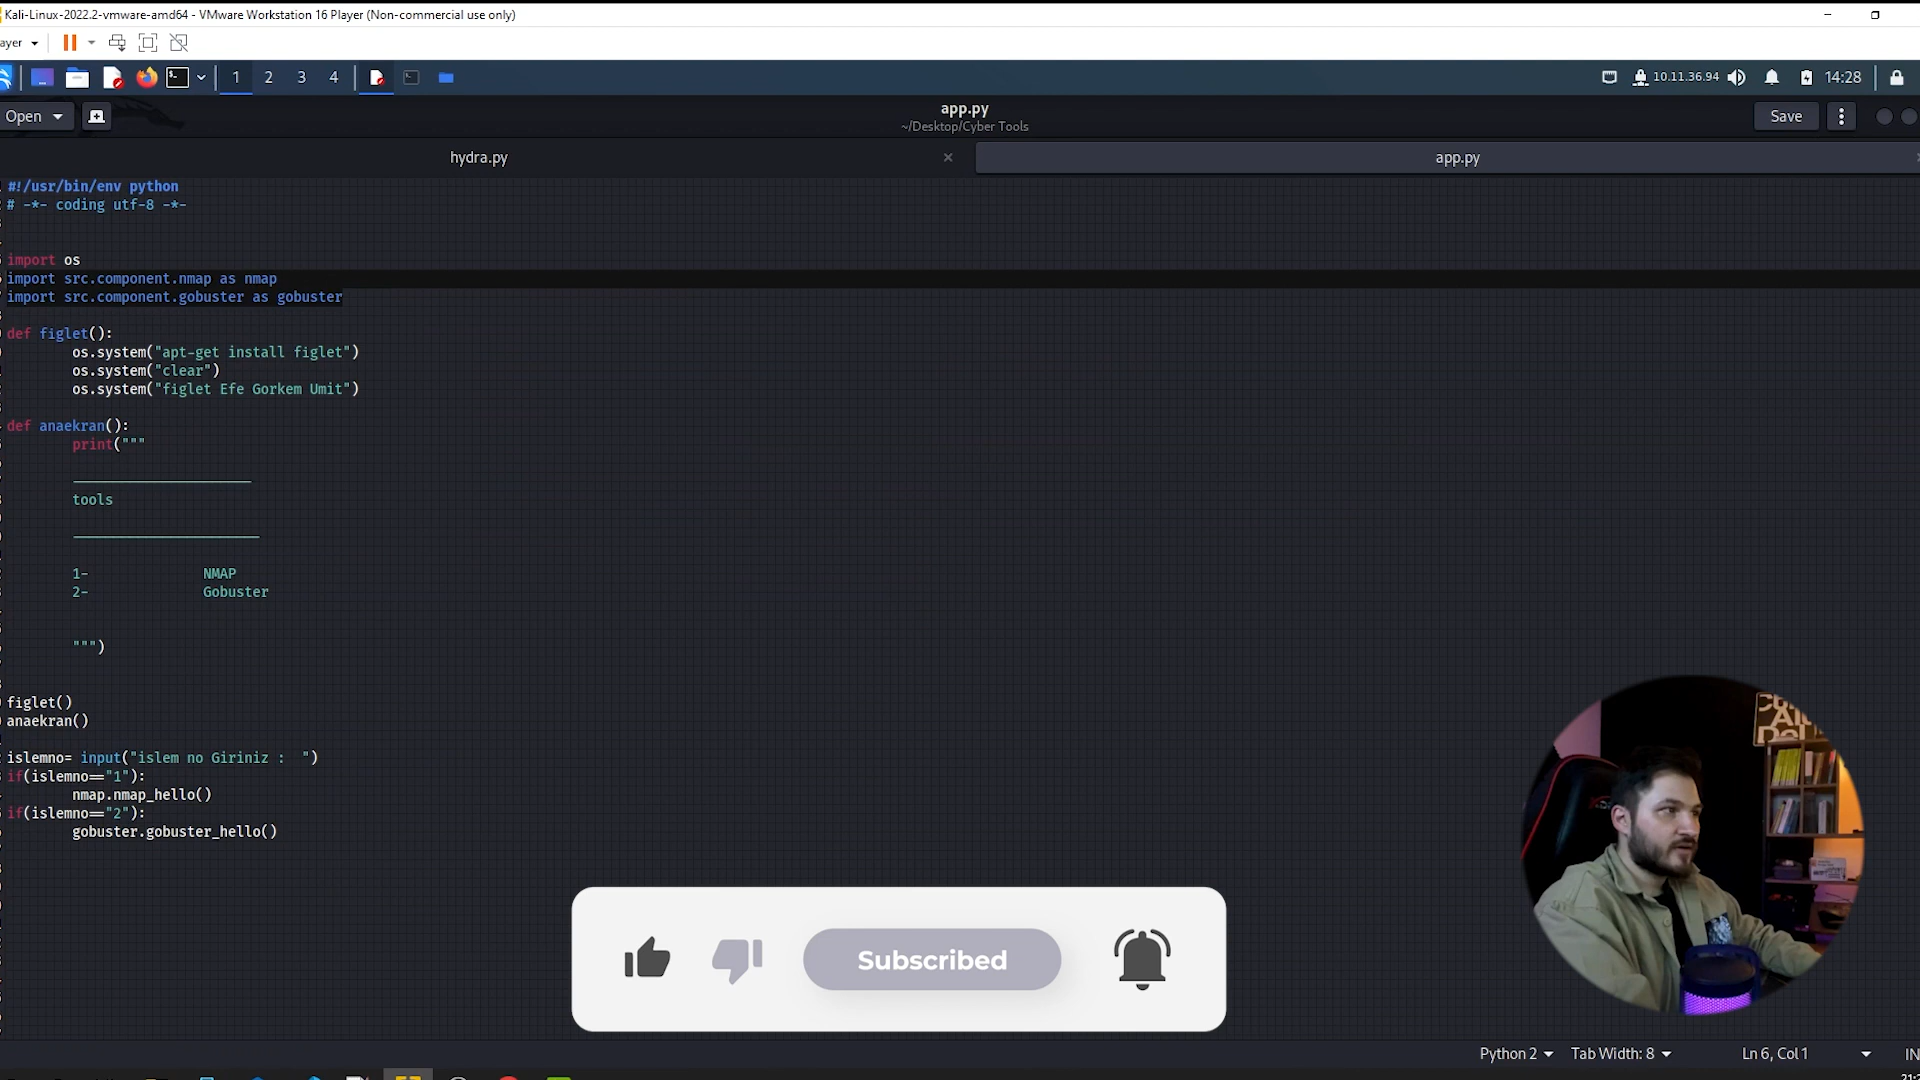 Kali-Linux-2022.2-vmware-amd64 - VMware Workstation 16 Player (Non-commercial use only)
ayer
1 2 3 4
10.11.36.94
14:28
Open
app.py
~/Desktop/Cyber Tools
Save
hydra.py
app.py
#!/usr/bin/env python
# -*- coding utf-8 -*-
import os
import src.component.nmap as nmap
import src.component.gobuster as gobuster
def figlet():
os.system("apt-get install figlet")
os.system("clear")
os.system("figlet Efe Gorkem Umit")
def anaekran():
print("""
______________________
tools
_______________________
1- NMAP
2- Gobuster
""")
figlet()
anaekran()
islemno= input("islem no Giriniz :  ")
if(islemno=="1"):
nmap.nmap_hello()
if(islemno=="2"):
gobuster.gobuster_hello()
Subscribed
Python 2
Tab Width: 8
Ln 6, Col 1